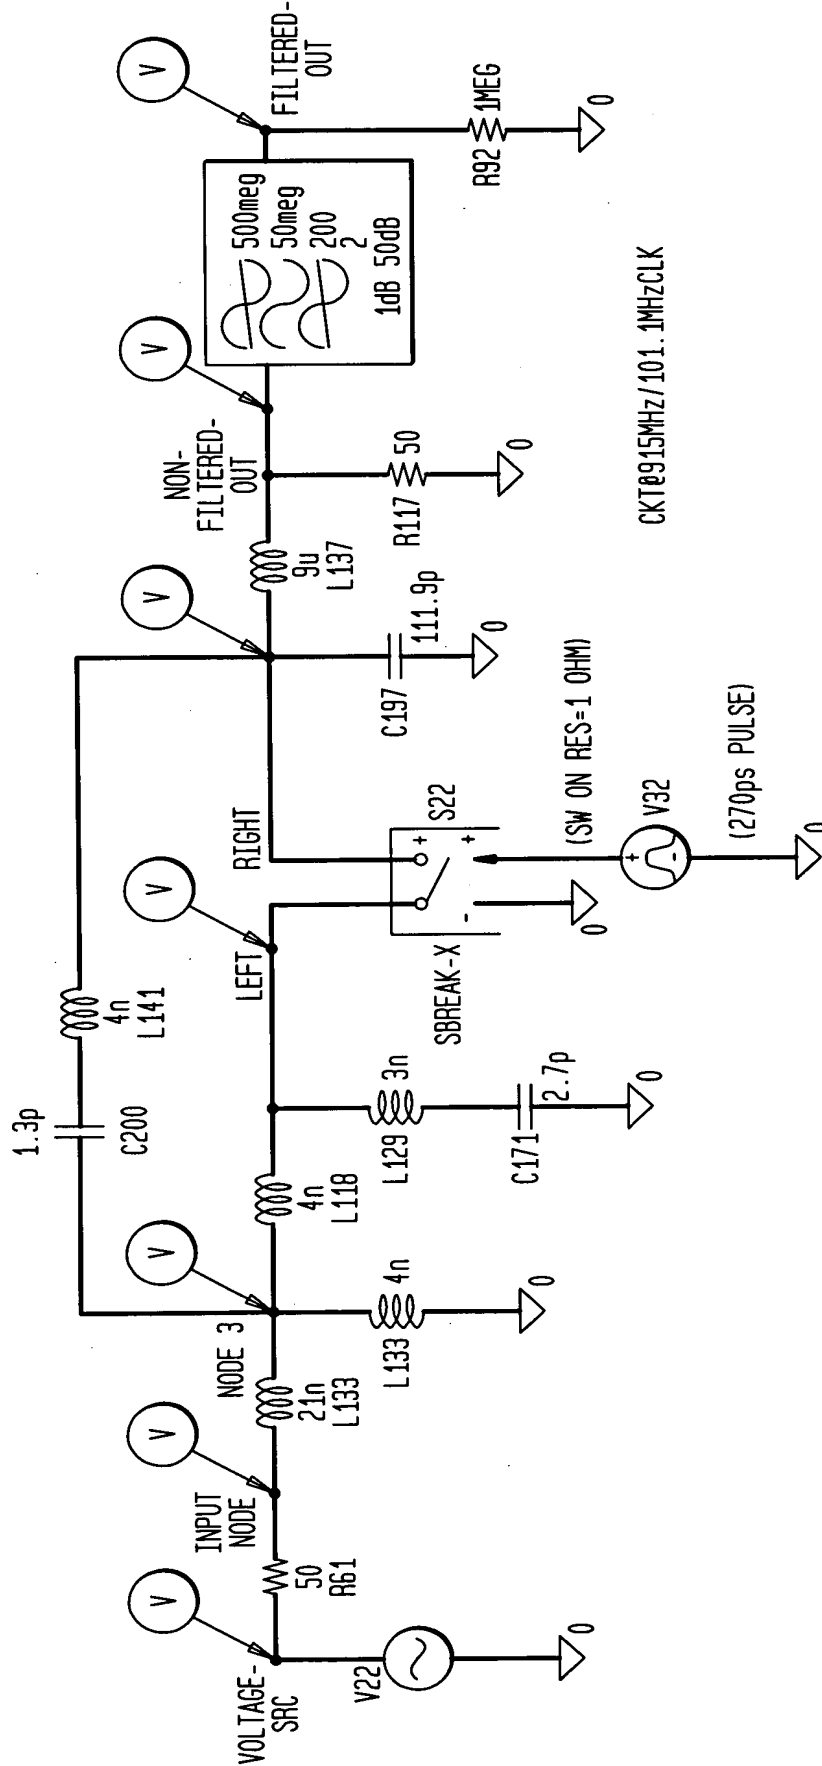 1.3p
C200
4n
L141
V
VOLTAGE-
SRC
V
INPUT
NODE
V
NODE 3
V
LEFT
RIGHT
V
NON-
FILTERED-
OUT
V
V
FILTERED-
OUT
50
R61
21n
L133
4n
L118
9u
L137
500meg
50meg
200
2
1dB 50dB
V22
0
L133
4n
0
L129
3n
C171
2.7p
0
SBREAK-X
-
+
+
S22
0
(SW ON RES=1 OHM)
+
-
V32
(270ps PULSE)
0
C197
111.9p
0
R117
50
0
R92
1MEG
0
CKT@915MHz/101.1MHzCLK